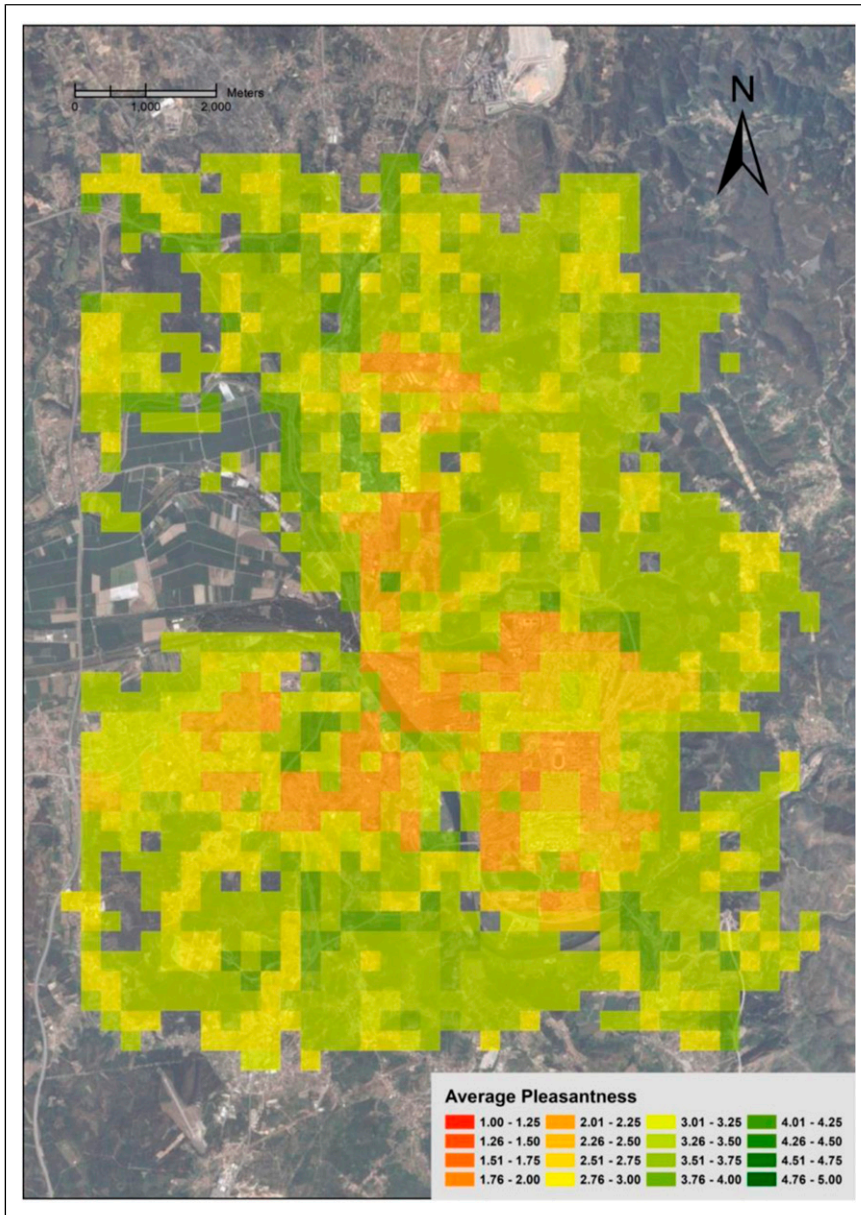 N
Meters
0 1,000 2,000
Average Pleasantness
1.00 - 1.25 2.01 - 2.25 3.01 - 3.25 4.01 - 4.25
1.26 - 1.50 2.26 - 2.50 3.26 - 3.50 4.26 - 4.50
1.51 - 1.75 2.51 - 2.75 3.51 - 3.75 4.51 - 4.75
1.76 - 2.00 2.76 - 3.00 3.76 - 4.00 4.76 - 5.00